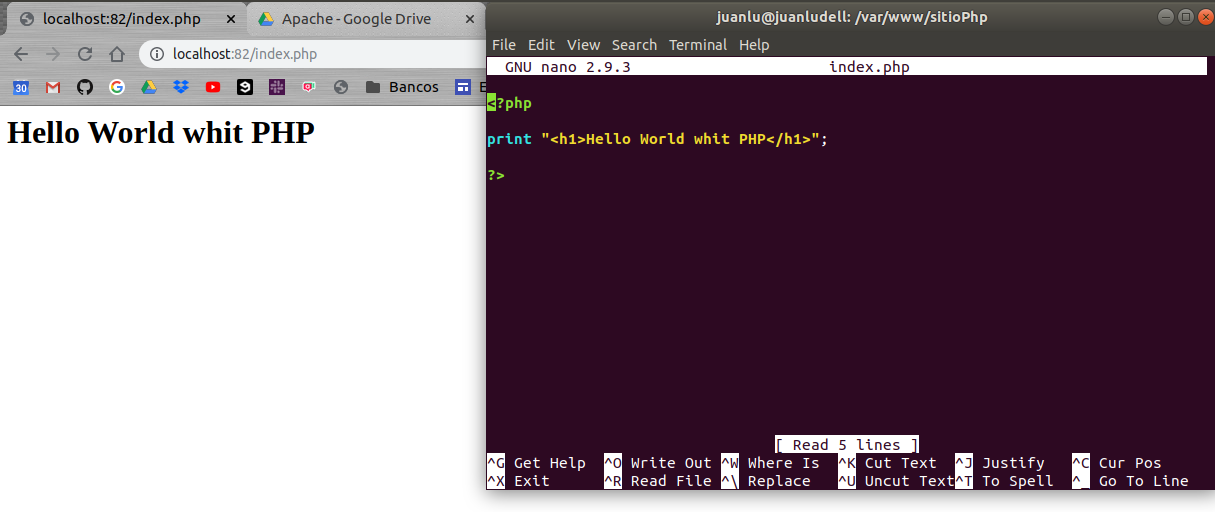 localhost:82/index.php
Apache - Google Drive
localhost:82/index.php
30
Bancos
E
Hello World whit PHP
juanlu@juanludell: /var/www/sitioPhp
File Edit View Search Terminal Help
GNU nano 2.9.3 index.php
<?php
print "<h1>Hello World whit PHP</h1>";
?>
[ Read 5 lines ]
^G Get Help ^O Write Out ^W Where Is ^K Cut Text ^J Justify ^C Cur Pos
^X Exit ^R Read File ^\ Replace ^U Uncut Text ^T To Spell ^_ Go To Line